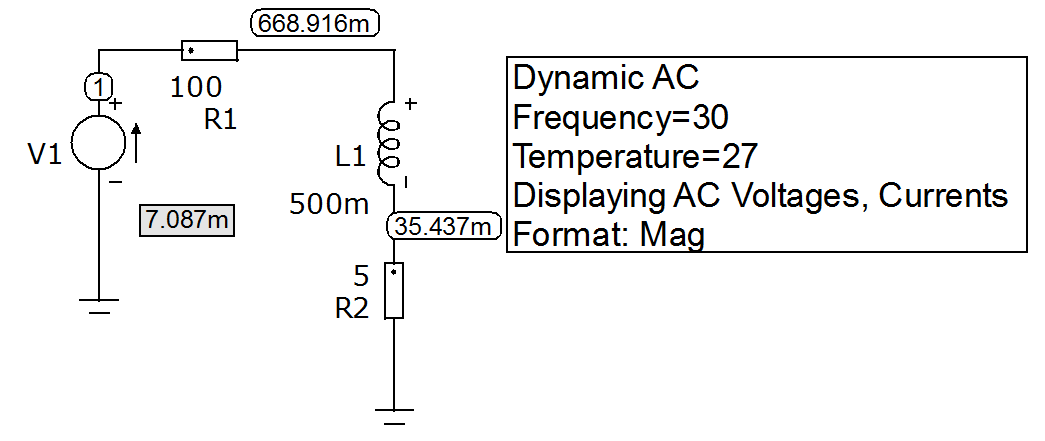 668.916m
1
+
100
R1
V1
-
+
L1
-
500m
7.087m
35.437m
5
R2
Dynamic AC
Frequency=30
Temperature=27
Displaying AC Voltages, Currents
Format: Mag